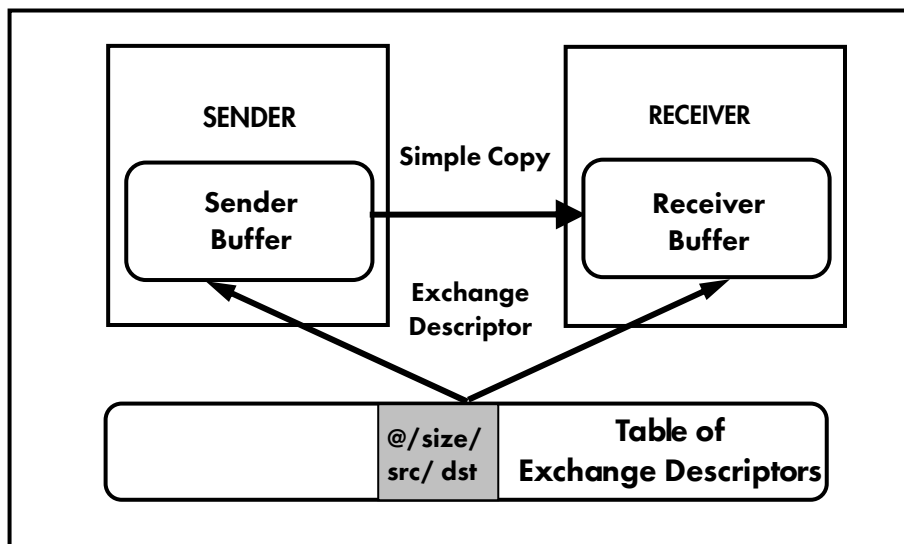 SENDER
RECEIVER
Simple Copy
Sender
Buffer
Receiver
Buffer
Exchange
Descriptor
@/size/
src/ dst
Table of
Exchange Descriptors